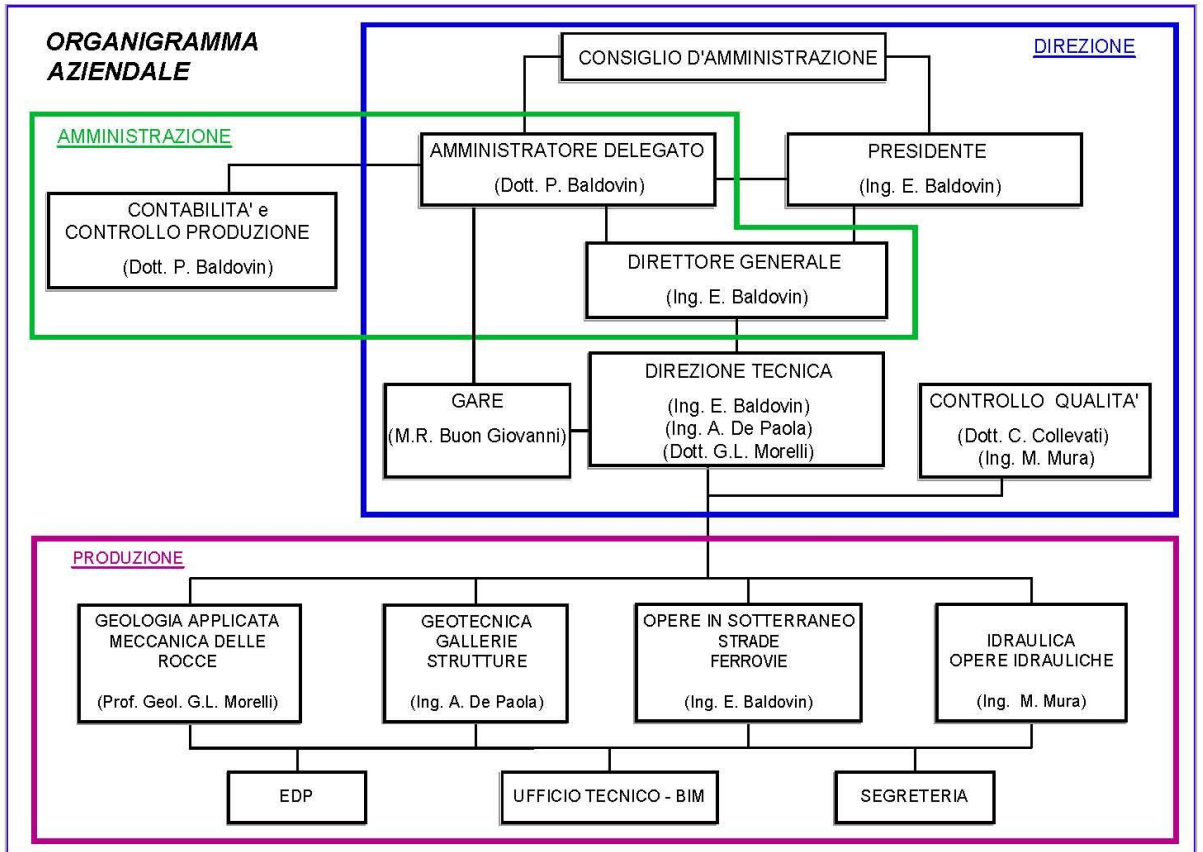 ORGANIGRAMMA
AZIENDALE
DIREZIONE
CONSIGLIO D'AMMINISTRAZIONE
AMMINISTRAZIONE
AMMINISTRATORE DELEGATO
(Dott. P. Baldovin)
PRESIDENTE
(Ing. E. Baldovin)
CONTABILITA' e
CONTROLLO PRODUZIONE
(Dott. P. Baldovin)
DIRETTORE GENERALE
(Ing. E. Baldovin)
GARE
(M.R. Buon Giovanni)
DIREZIONE TECNICA
(Ing. E. Baldovin)
(Ing. A. De Paola)
(Dott. G.L. Morelli)
CONTROLLO QUALITA'
(Dott. C. Collevati)
(Ing. M. Mura)
PRODUZIONE
GEOLOGIA APPLICATA
MECCANICA DELLE
ROCCE
(Prof. Geol. G.L. Morelli)
GEOTECNICA
GALLERIE
STRUTTURE
(Ing. A. De Paola)
OPERE IN SOTTERRANEO
STRADE
FERROVIE
(Ing. E. Baldovin)
IDRAULICA
OPERE IDRAULICHE
(Ing. M. Mura)
EDP
UFFICIO TECNICO - BIM
SEGRETERIA